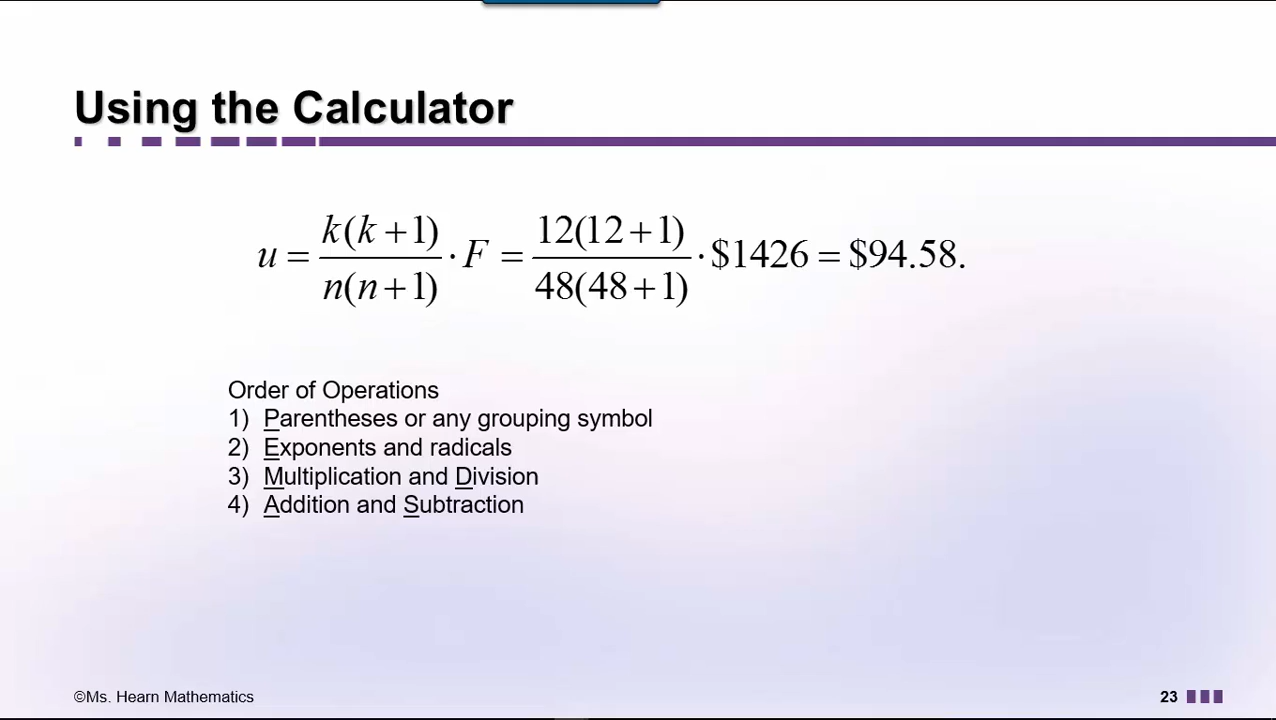 Using the Calculator
u = k(k+1)/n(n+1) · F = 12(12+1)/48(48+1) · $1426 = $94.58.
Order of Operations
1) Parentheses or any grouping symbol
2) Exponents and radicals
3) Multiplication and Division
4) Addition and Subtraction
©Ms. Hearn Mathematics
23